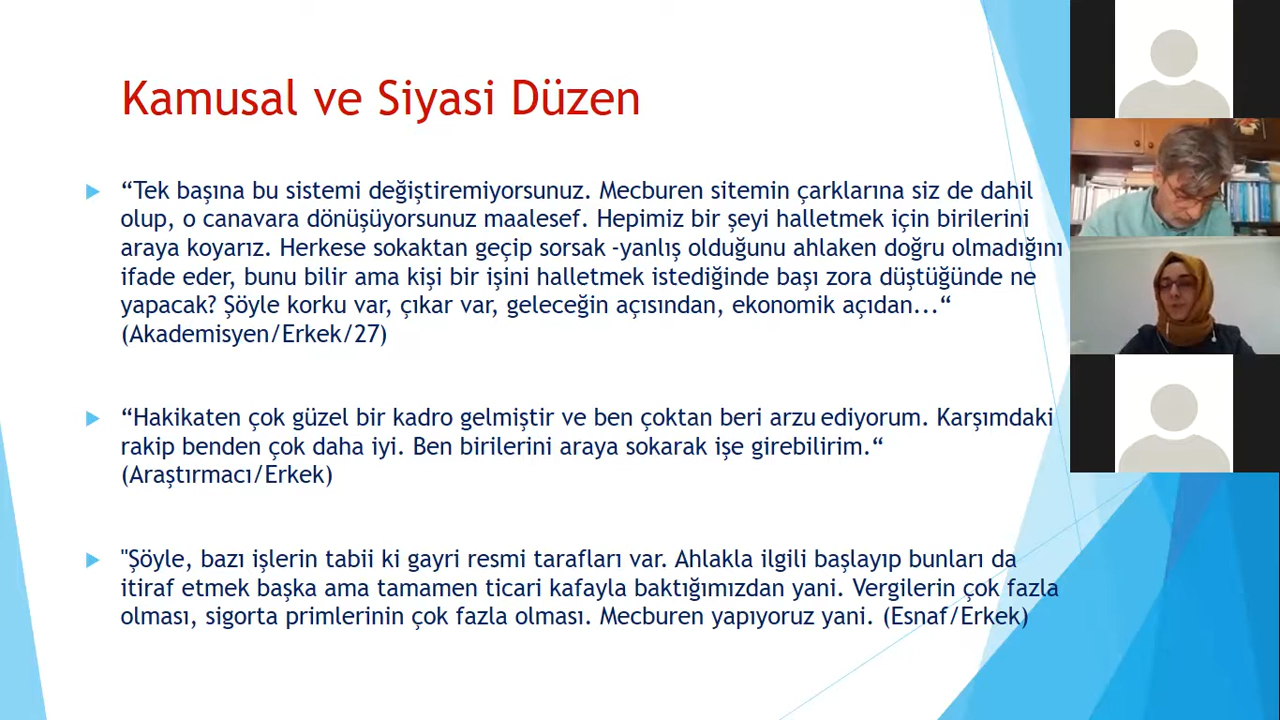 Kamusal ve Siyasi Düzen
“Tek başına bu sistemi değiştiremiyorsunuz. Mecburen sitemin çarklarına siz de dahil
olup, o canavara dönüşüyorsunuz maalesef. Hepimiz bir şeyi halletmek için birilerini
araya koyarız. Herkese sokaktan geçip sorsak -yanlış olduğunu ahlaken doğru olmadığını
ifade eder, bunu bilir ama kişi bir işini halletmek istediğinde başı zora düştüğünde ne
yapacak? Şöyle korku var, çıkar var, geleceğin açısından, ekonomik açıdan...“
(Akademisyen/Erkek/27)
“Hakikaten çok güzel bir kadro gelmiştir ve ben çoktan beri arzu ediyorum. Karşımdaki
rakip benden çok daha iyi. Ben birilerini araya sokarak işe girebilirim.“
(Araştırmacı/Erkek)
"Şöyle, bazı işlerin tabii ki gayri resmi tarafları var. Ahlakla ilgili başlayıp bunları da
itiraf etmek başka ama tamamen ticari kafayla baktığımızdan yani. Vergilerin çok fazla
olması, sigorta primlerinin çok fazla olması. Mecburen yapıyoruz yani. (Esnaf/Erkek)